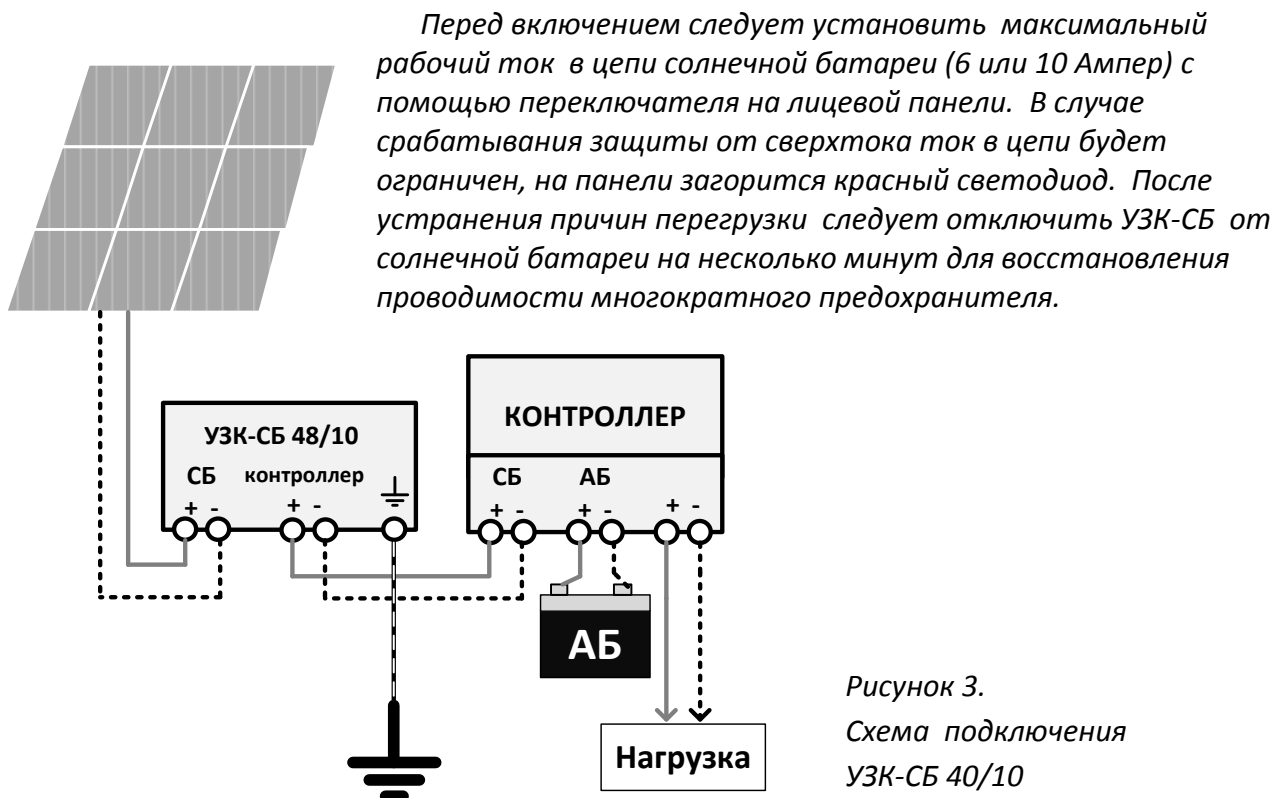 Перед включением следует установить максимальный
рабочий ток в цепи солнечной батареи (6 или 10 Ампер) с
помощью переключателя на лицевой панели. В случае
срабатывания защиты от сверхтока ток в цепи будет
ограничен, на панели загорится красный светодиод. После
устранения причин перегрузки следует отключить УЗК-СБ от
солнечной батареи на несколько минут для восстановления
проводимости многократного предохранителя.
УЗК-СБ 48/10
СБ контроллер
+ - + -
КОНТРОЛЛЕР
СБ АБ
+ - + - + -
АБ
Нагрузка
Рисунок 3.
Схема подключения
УЗК-СБ 40/10